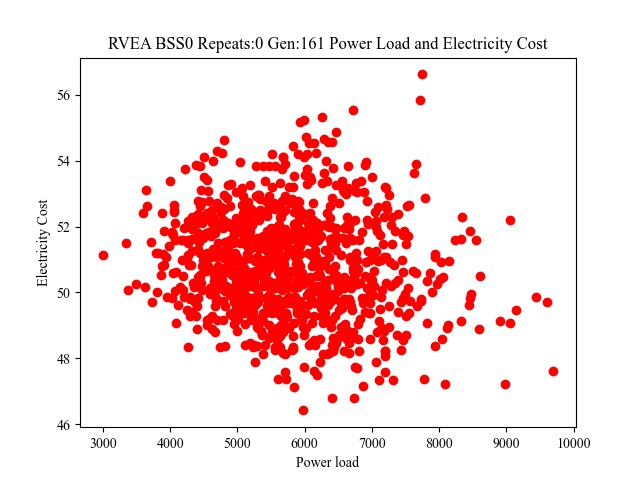 RVEA BSS0 Repeats:0 Gen:161 Power Load and Electricity Cost
56
54
52
50
48
46
Electricity Cost
3000 4000 5000 6000 7000 8000 9000 10000
Power load